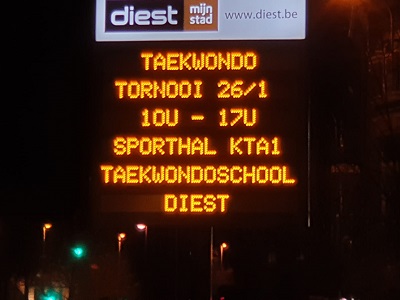 diest mijn stad www.diest.be
TAEKWONDO
TORNOOI 26/1
10U - 17U
SPORTHAL KTA1
TAEKWONDOSCHOOL
DIEST